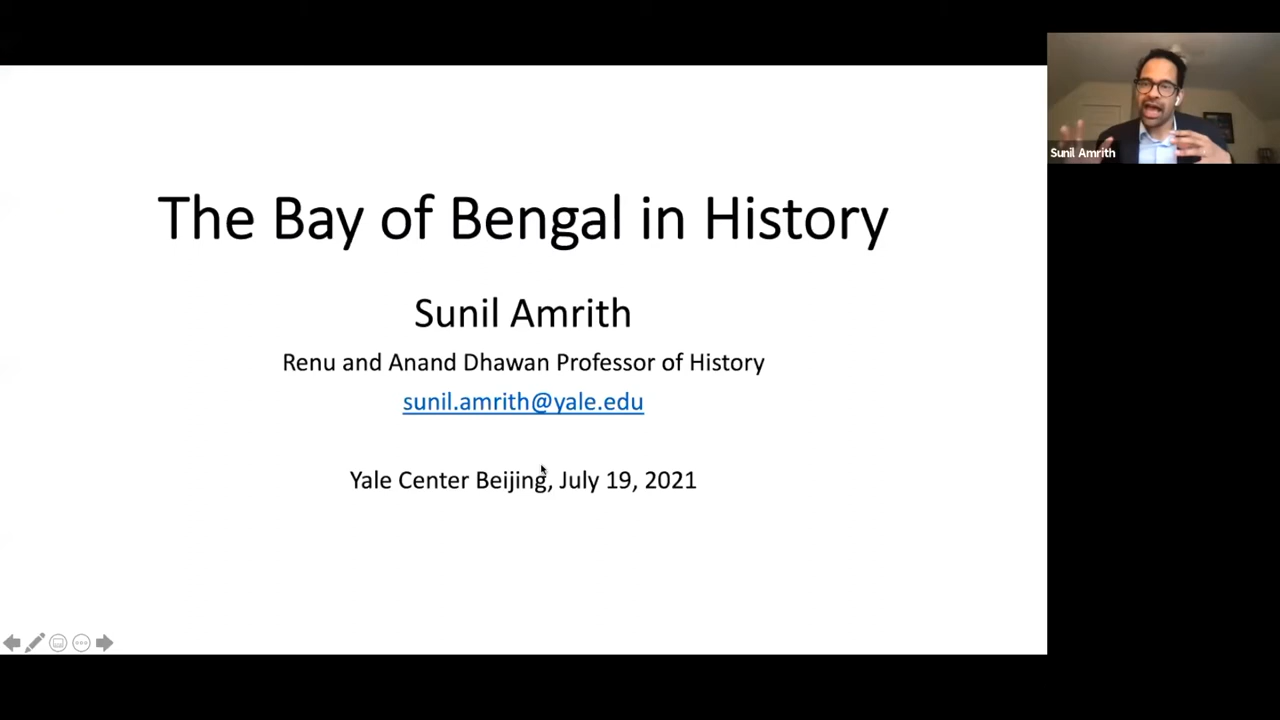 The Bay of Bengal in History
Sunil Amrith
Renu and Anand Dhawan Professor of History
sunil.amrith@yale.edu
Yale Center Beijing, July 19, 2021
Sunil Amrith